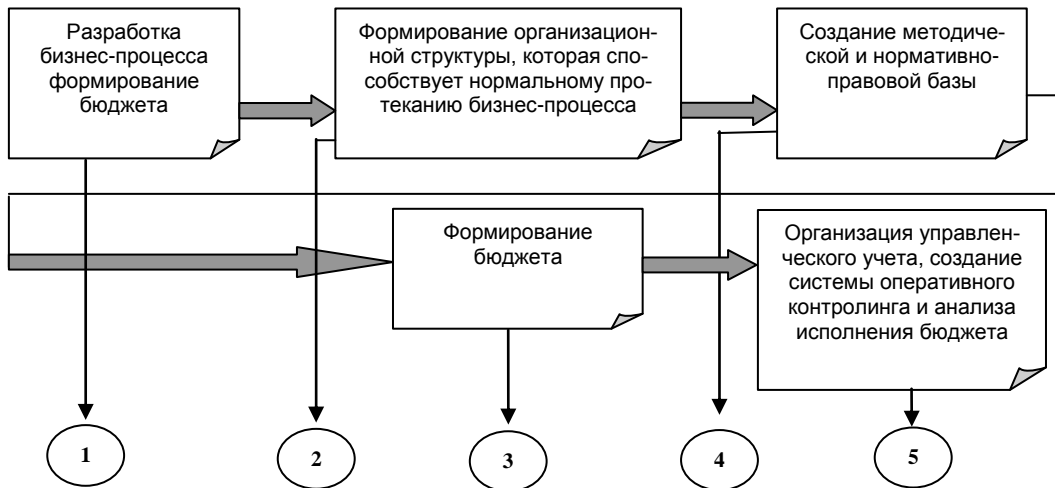 Разработка
бизнес-процесса
формирование
бюджета
Формирование организацион-
ной структуры, которая спо-
собствует нормальному про-
теканию бизнес-процесса
Создание методичес-
кой и нормативно-
правовой базы
Формирование
бюджета
Организация управлен-
ческого учета, создание
системы оперативного
контролинга и анализа
исполнения бюджета
1
2
3
4
5